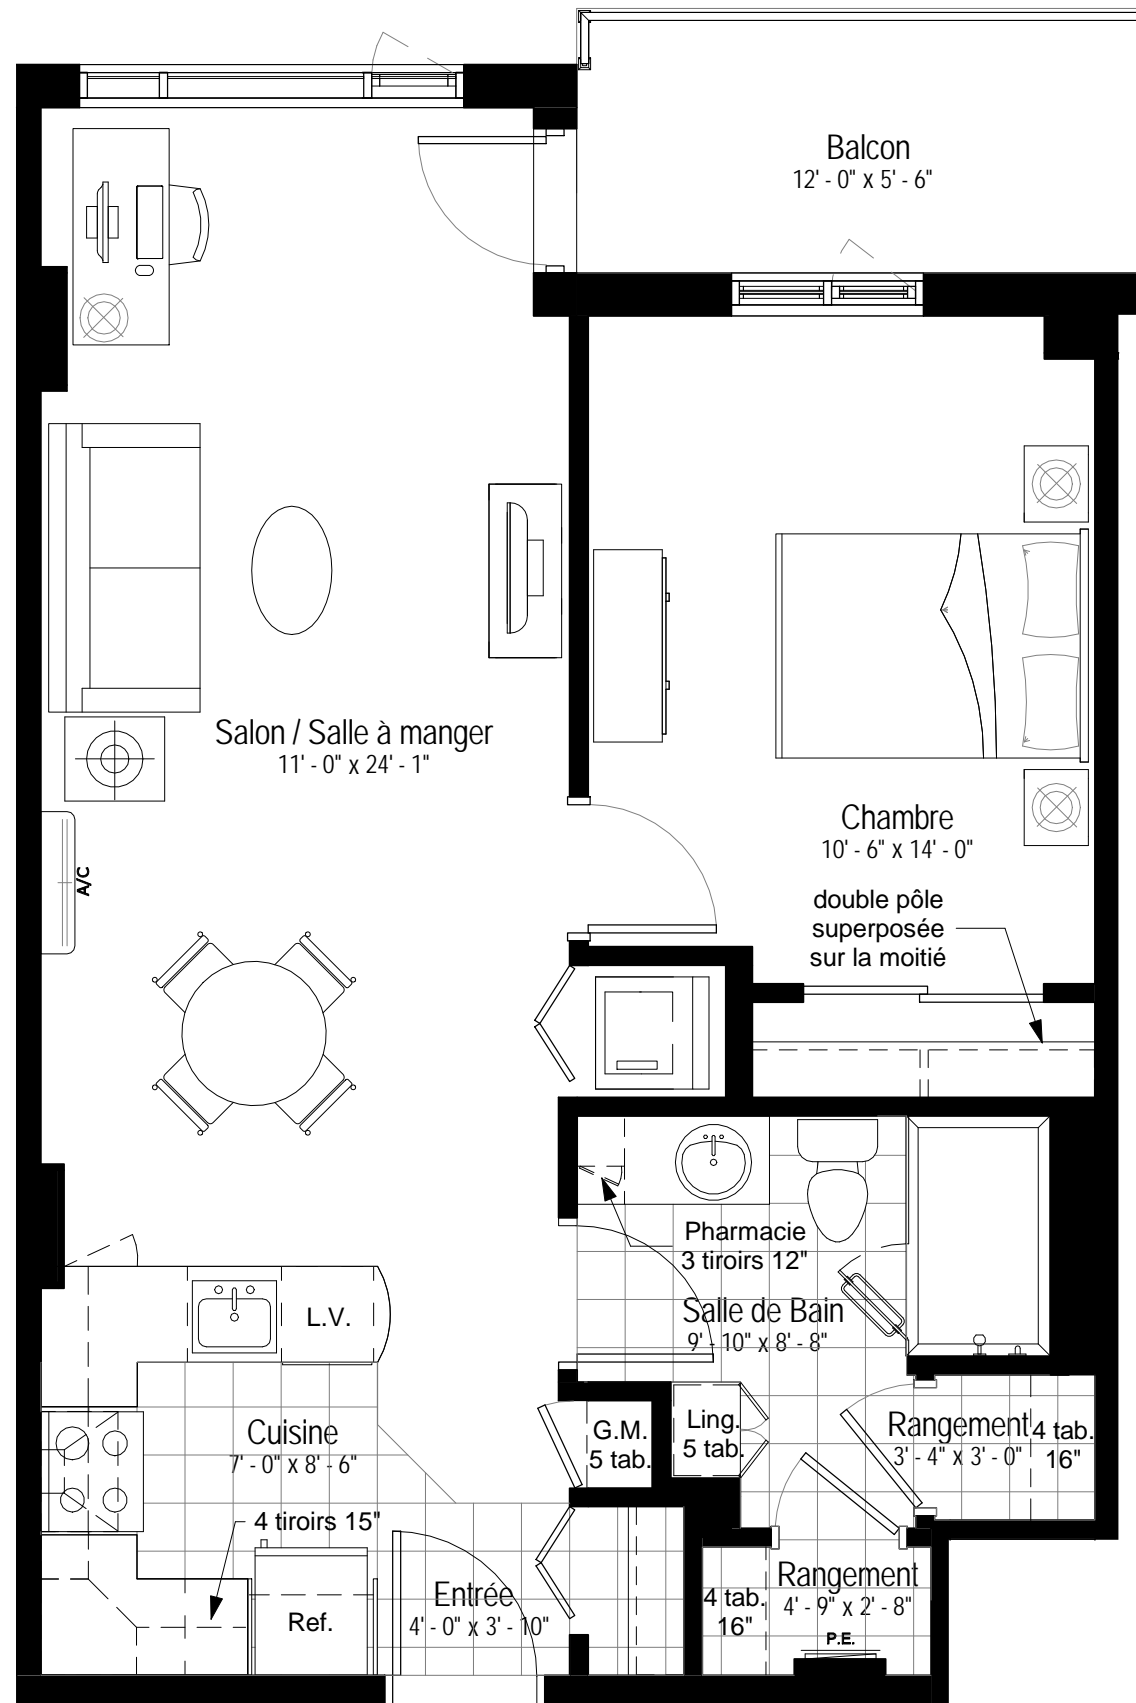 Balcon
12' - 0" x 5' - 6"
Salon / Salle à manger
11' - 0" x 24' - 1"
Chambre
10' - 6" x 14' - 0"
A/C
double pôle
superposée
sur la moitié
Pharmacie
3 tiroirs 12"
Salle de Bain
9' - 10" x 8' - 8"
L.V.
Cuisine
7' - 0" x 8' - 6"
G.M.
5 tab.
Ling.
5 tab.
Rangement
3' - 4" x 3' - 0"
4 tab.
16"
4 tiroirs 15"
Ref.
Entrée
4' - 0" x 3' - 10"
4 tab.
16"
Rangement
4' - 9" x 2' - 8"
P.E.